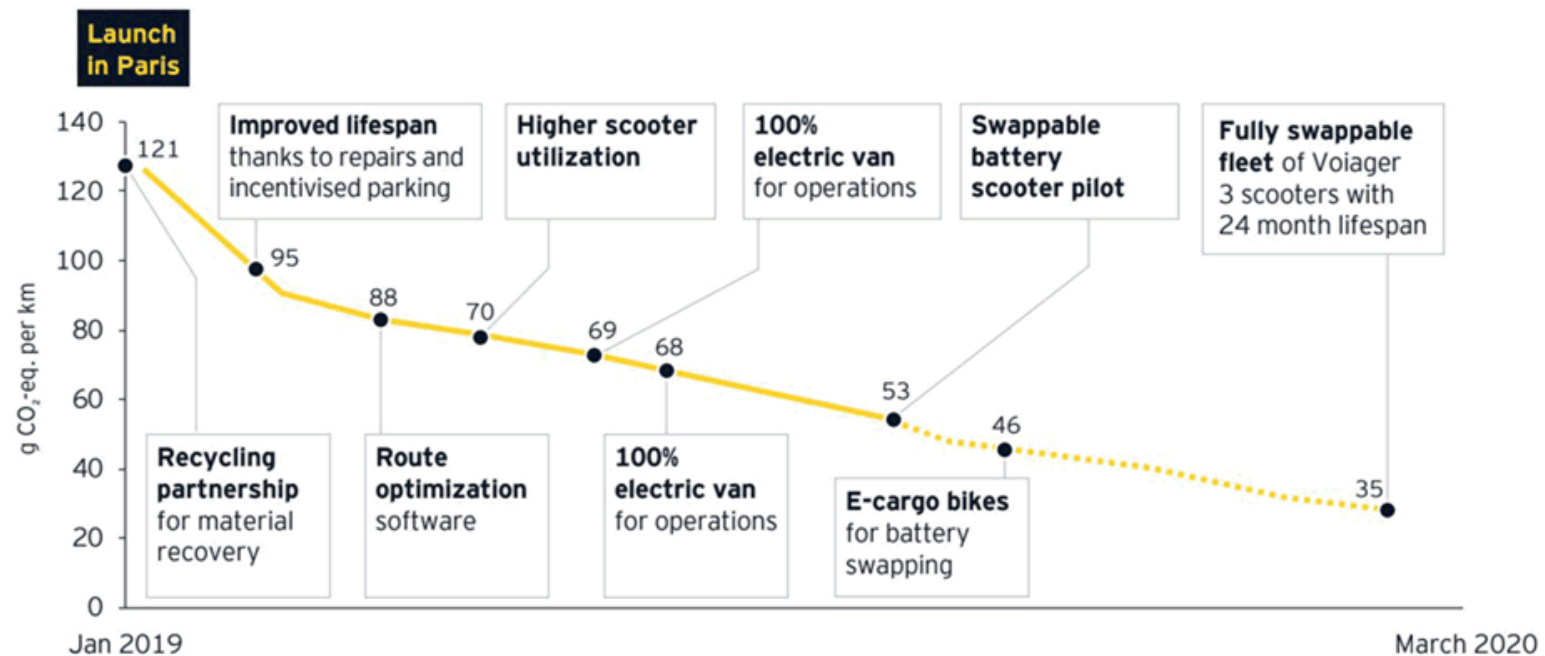 Launch
in Paris
140
120
100
80
60
40
20
0
g CO₂-eq. per km
121
95
88
70
69
68
53
46
35
Improved lifespan
thanks to repairs and
incentivised parking
Higher scooter
utilization
100%
electric van
for operations
Swappable
battery
scooter pilot
Fully swappable
fleet of Voiager
3 scooters with
24 month lifespan
Recycling
partnership
for material
recovery
Route
optimization
software
100%
electric van
for operations
E-cargo bikes
for battery
swapping
Jan 2019
March 2020